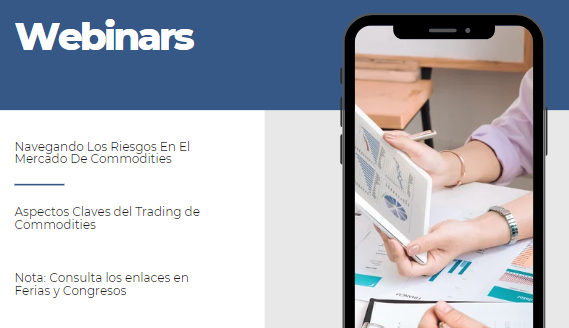 Webinars
Navegando Los Riesgos En El
Mercado De Commodities
Aspectos Claves del Trading de
Commodities
Nota: Consulta los enlaces en
Ferias y Congresos